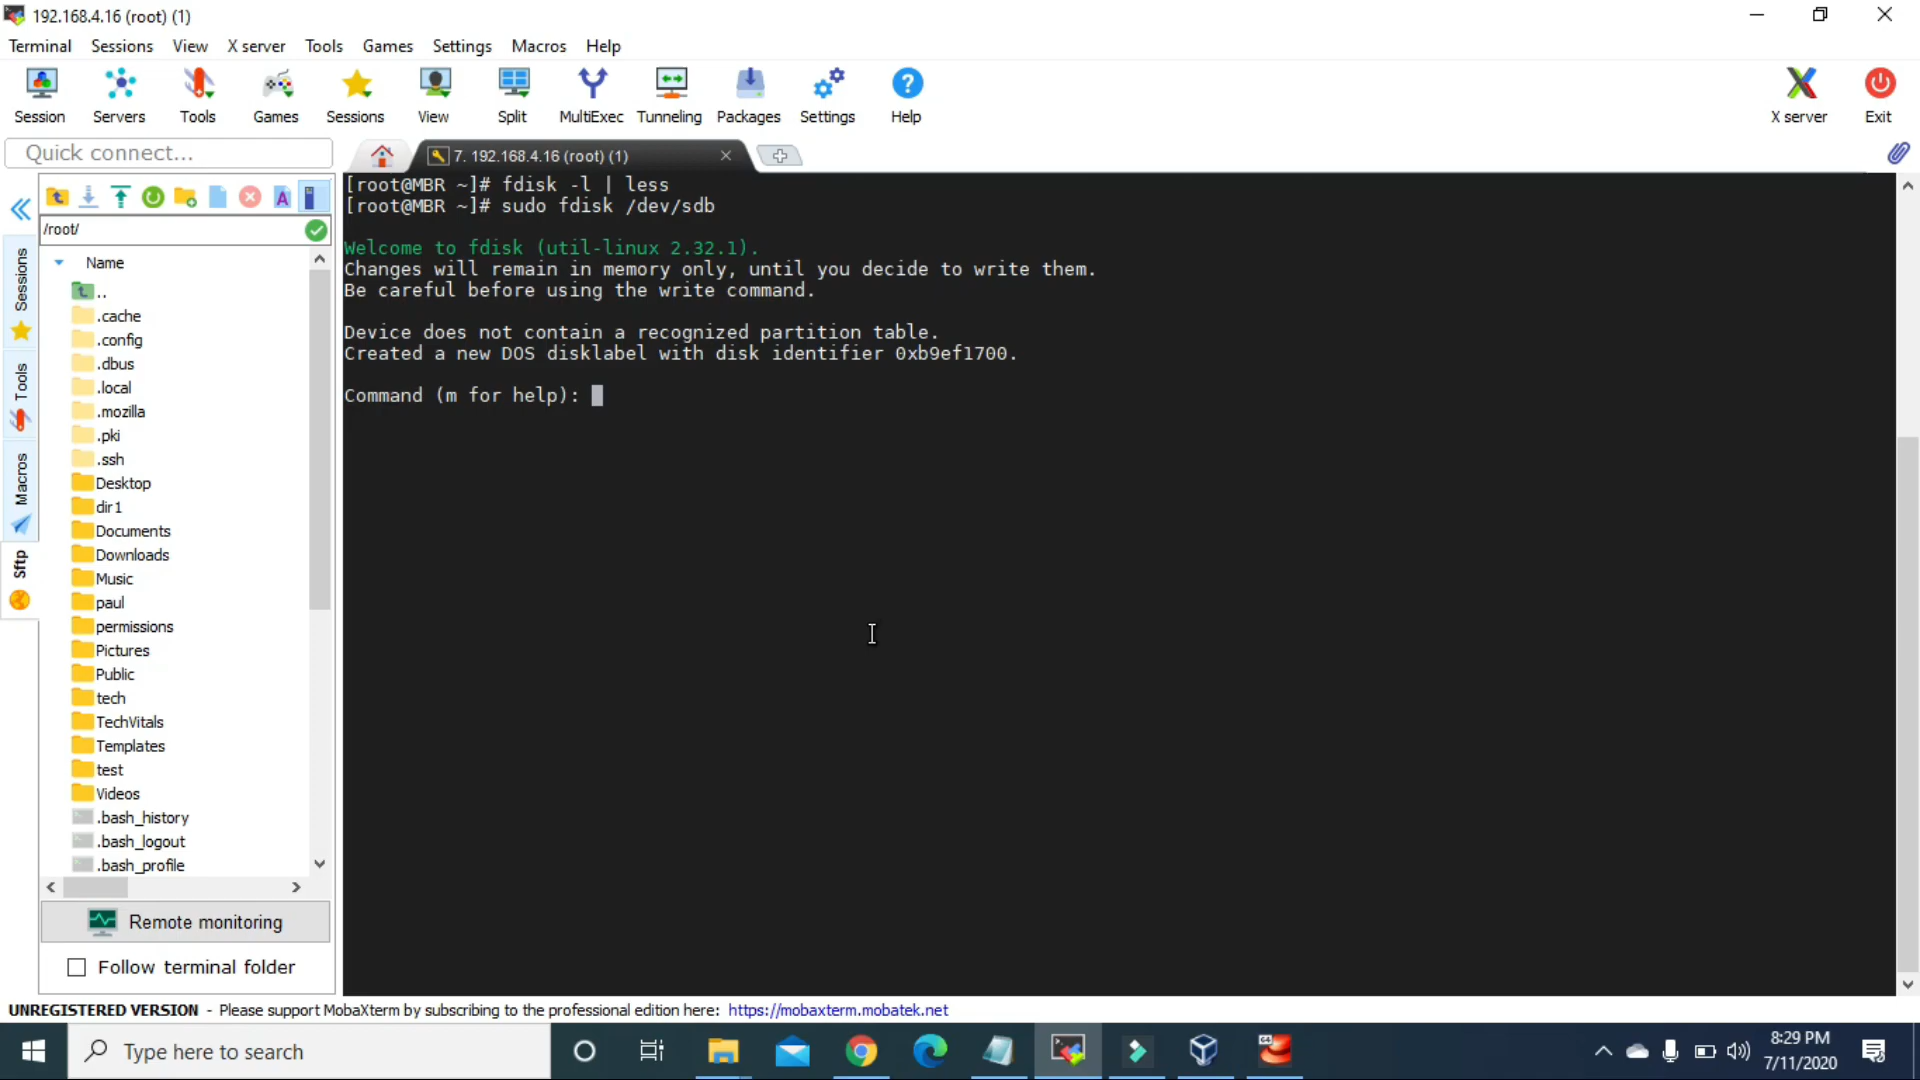 192.168.4.16 (root) (1)
Terminal Sessions View X server Tools Games Settings Macros Help
Session Servers Tools Games Sessions View Split MultiExec Tunneling Packages Settings Help X server Exit
Quick connect...
7. 192.168.4.16 (root) (1)
/root/
Name
..
.cache
.config
.dbus
.local
.mozilla
.pki
.ssh
Desktop
dir1
Documents
Downloads
Music
paul
permissions
Pictures
Public
tech
TechVitals
Templates
test
Videos
.bash_history
.bash_logout
.bash_profile
Remote monitoring
Follow terminal folder
Sessions
Tools
Macros
Sftp
[root@MBR ~]# fdisk -l | less
[root@MBR ~]# sudo fdisk /dev/sdb
Welcome to fdisk (util-linux 2.32.1).
Changes will remain in memory only, until you decide to write them.
Be careful before using the write command.
Device does not contain a recognized partition table.
Created a new DOS disklabel with disk identifier 0xb9ef1700.
Command (m for help):
UNREGISTERED VERSION - Please support MobaXterm by subscribing to the professional edition here: https://mobaxterm.mobatek.net
Type here to search
8:29 PM
7/11/2020